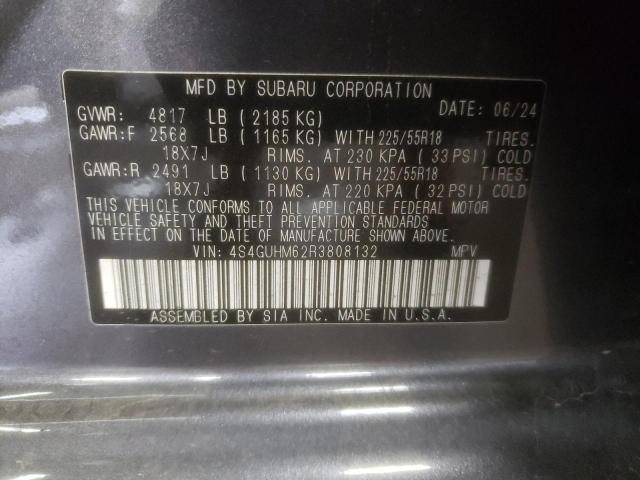 MFD BY SUBARU CORPORATION
GVWR: 4817 LB (2185 KG) DATE: 06/24
GAWR:F 2568 LB (1165 KG) WITH 225/55R18 TIRES.
18X7J RIMS. AT 230 KPA (33 PSI) COLD
GAWR:R 2491 LB (1130 KG) WITH 225/55R18 TIRES.
18X7J RIMS. AT 220 KPA (32 PSI) COLD
THIS VEHICLE CONFORMS TO ALL APPLICABLE FEDERAL MOTOR
VEHICLE SAFETY AND THEFT PREVENTION STANDARDS
IN EFFECT ON THE DATE OF MANUFACTURE SHOWN ABOVE.
VIN: 4S4GUHM62R3808132 MPV
ASSEMBLED BY SIA INC. MADE IN U.S.A.